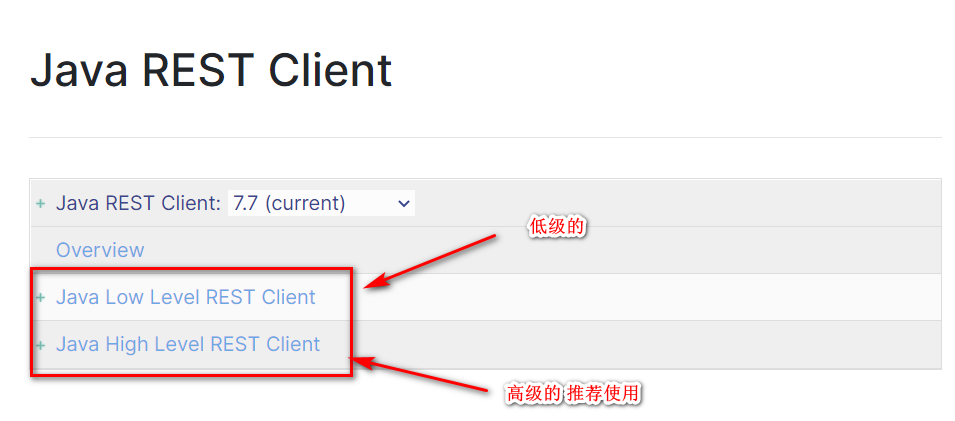 Java REST Client
+ Java REST Client: 7.7 (current)
低级的
Overview
+ Java Low Level REST Client
+ Java High Level REST Client
高级的 推荐使用